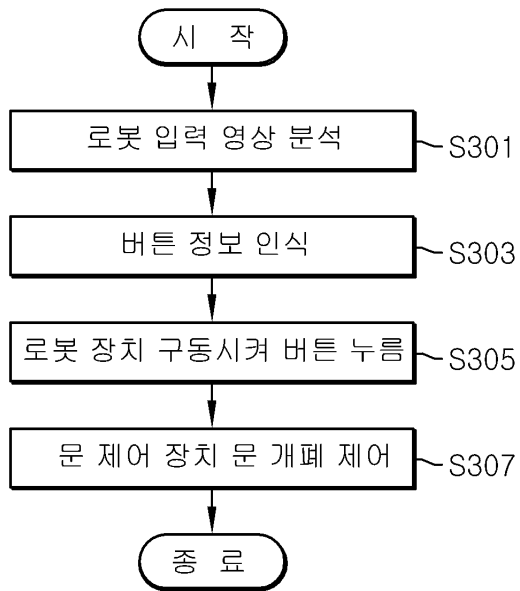 시 작
로봇 입력 영상 분석
S301
버튼 정보 인식
S303
로봇 장치 구동시켜 버튼 누름
S305
문 제어 장치 문 개폐 제어
S307
종 료